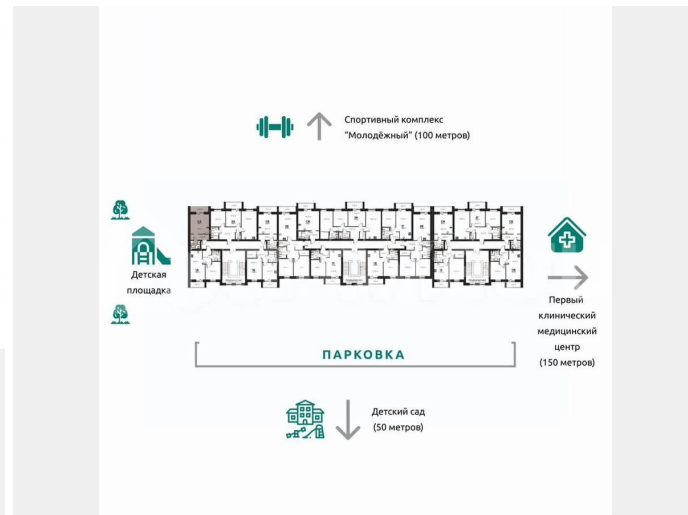 Спортивный комплекс
"Молодёжный" (100 метров)
Детская
площадка
Первый
клинический
медицинский
центр
(150 метров)
ПАРКОВКА
Детский сад
(50 метров)